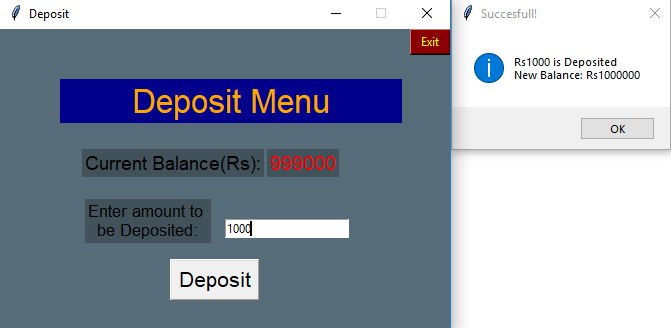 Deposit
Exit
Deposit Menu
Current Balance(Rs): 999000
Enter amount to
be Deposited: 1000
Deposit
Succesfull!
Rs1000 is Deposited
New Balance: Rs1000000
OK